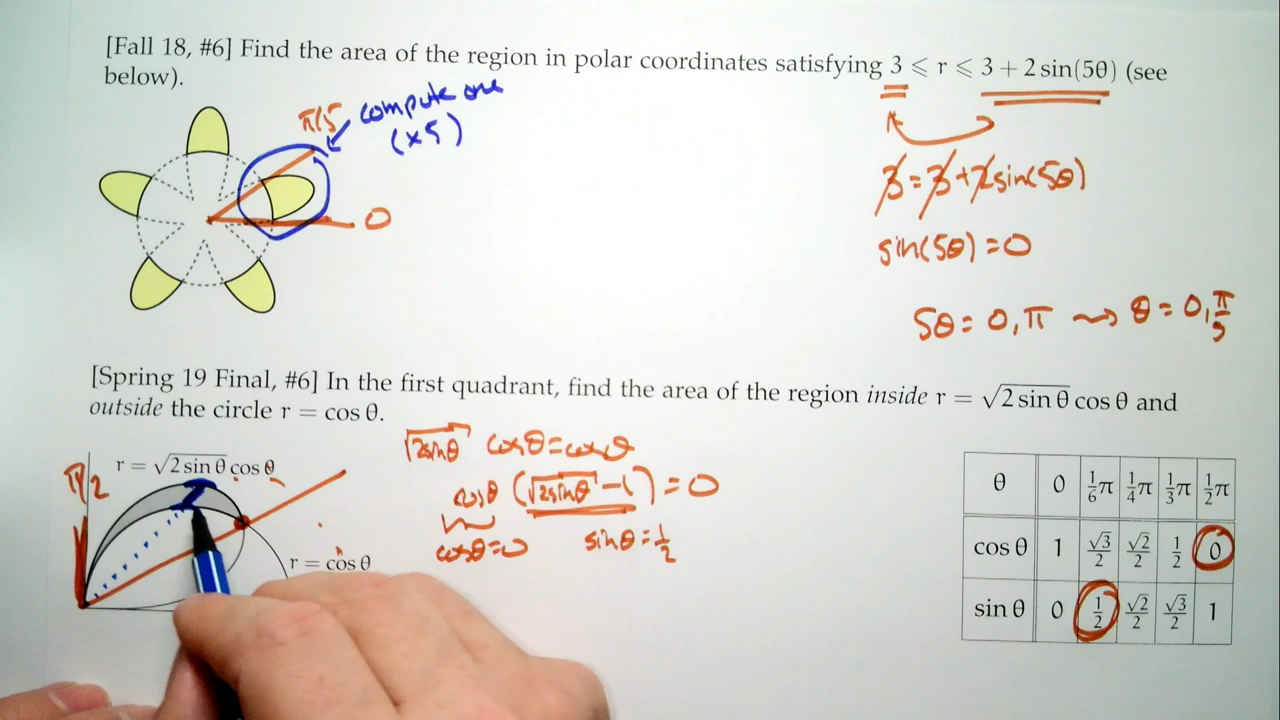 [Fall 18, #6] Find the area of the region in polar coordinates satisfying 3 ⩽ r ⩽ 3 + 2 sin(5θ) (see
below).
compute one
(×5)
π/5
0
3 = 3 + 2sin(5θ)
sin(5θ) = 0
5θ = 0, π ⇝ θ = 0, π/5
[Spring 19 Final, #6] In the first quadrant, find the area of the region inside r = √(2 sin θ) cos θ and
outside the circle r = cos θ.
r = √(2 sin θ) cos θ
π/2
r = cos θ
√(2sinθ) cosθ = cosθ
cosθ (√(2sinθ) − 1) = 0
cosθ = 0 sinθ = 1/2
θ 0 1/6π 1/4π 1/3π 1/2π
cos θ 1 √3/2 √2/2 1/2 0
sin θ 0 1/2 √2/2 √3/2 1